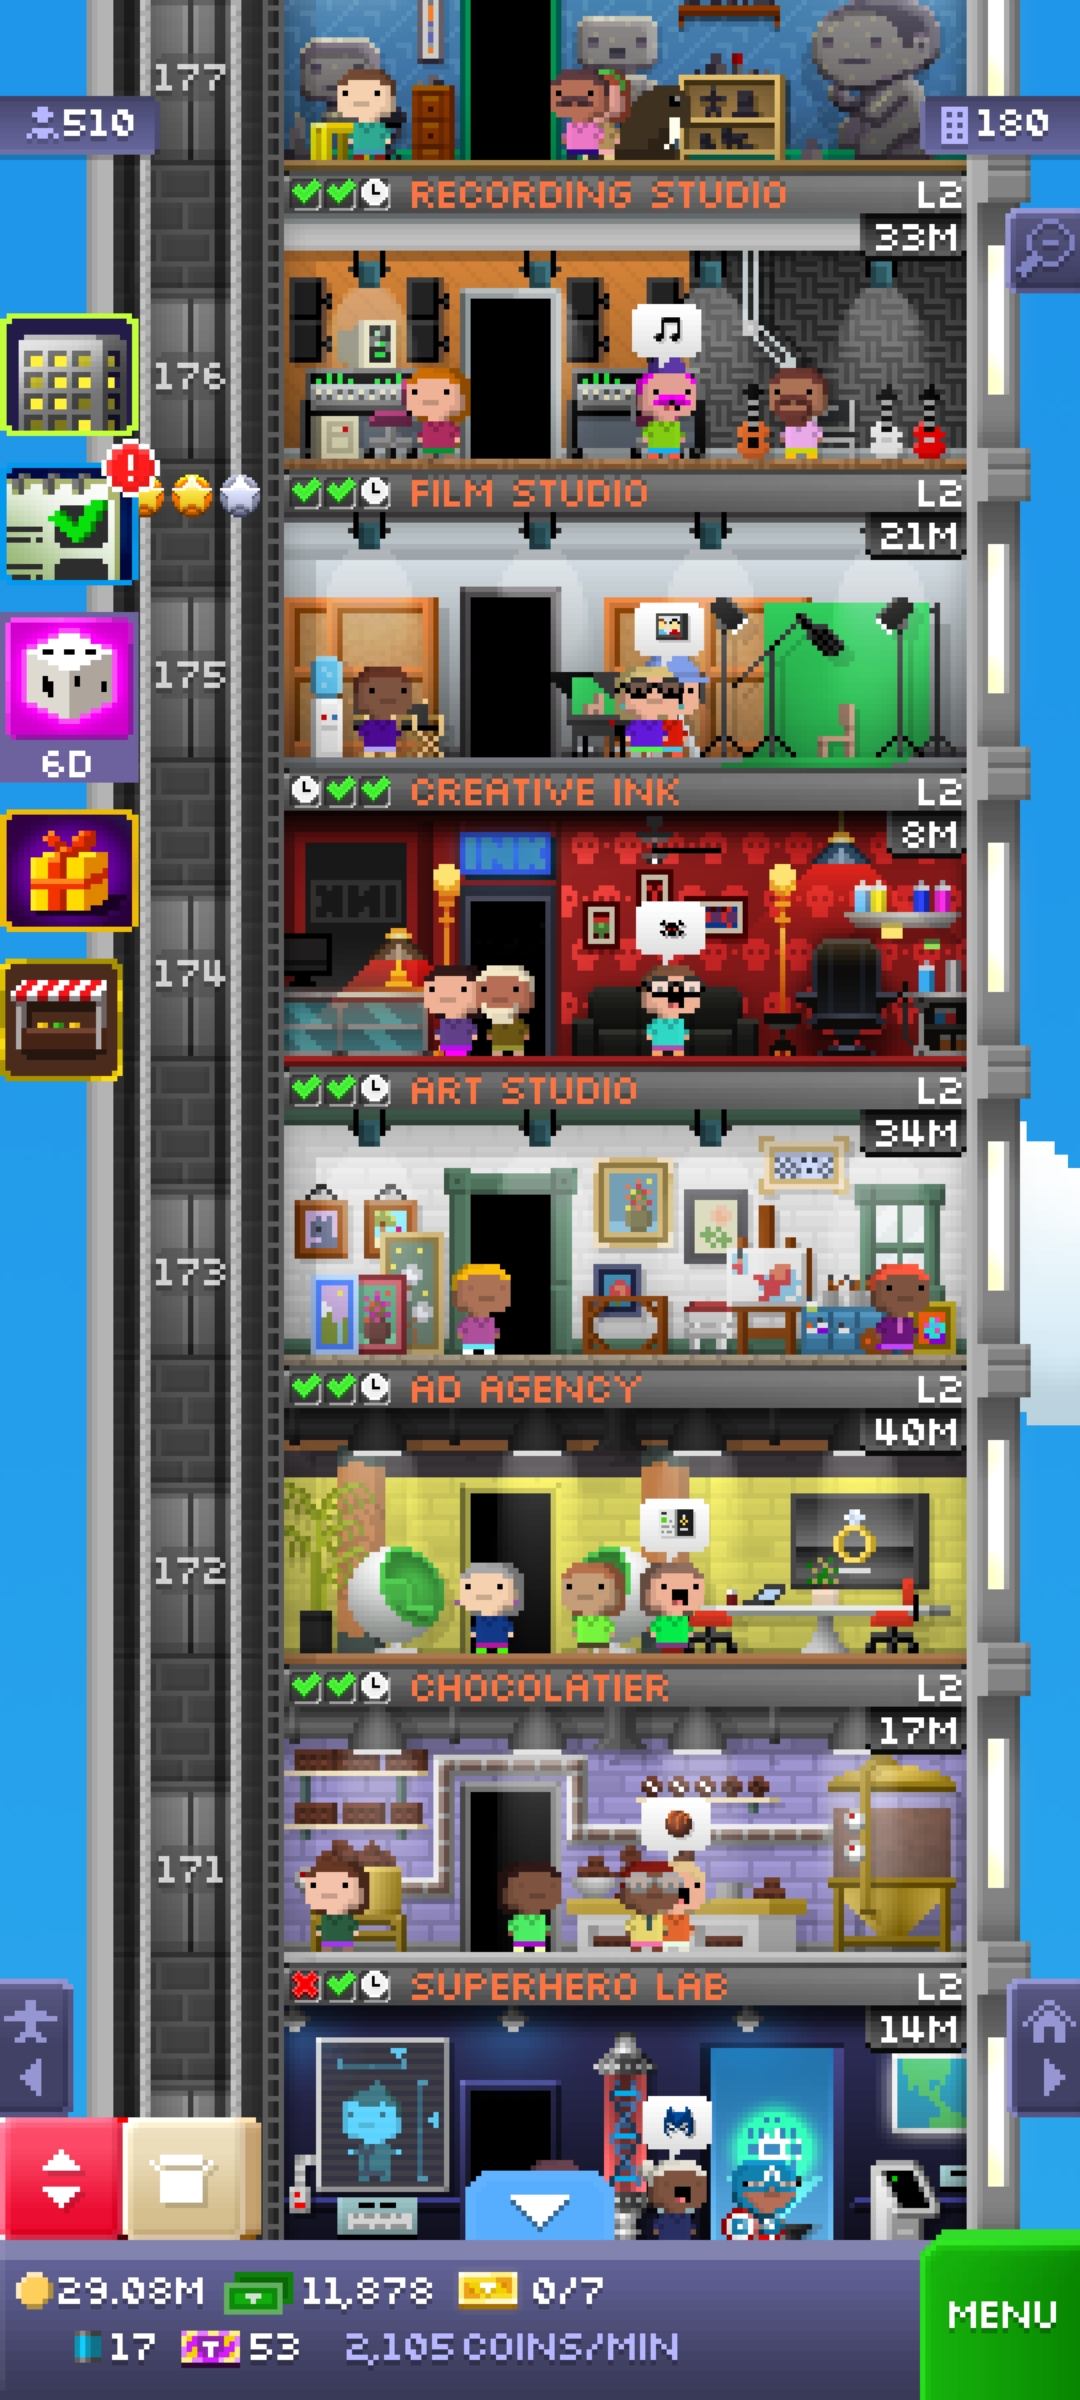 177
510
180
RECORDING STUDIO L2
33M
176
FILM STUDIO L2
21M
175
6D
CREATIVE INK L2
8M
INK
174
ART STUDIO L2
34M
173
AD AGENCY L2
40M
172
CHOCOLATIER L2
17M
171
SUPERHERO LAB L2
14M
29.08M 11,878 0/7
17 53 2,105 COINS/MIN
MENU